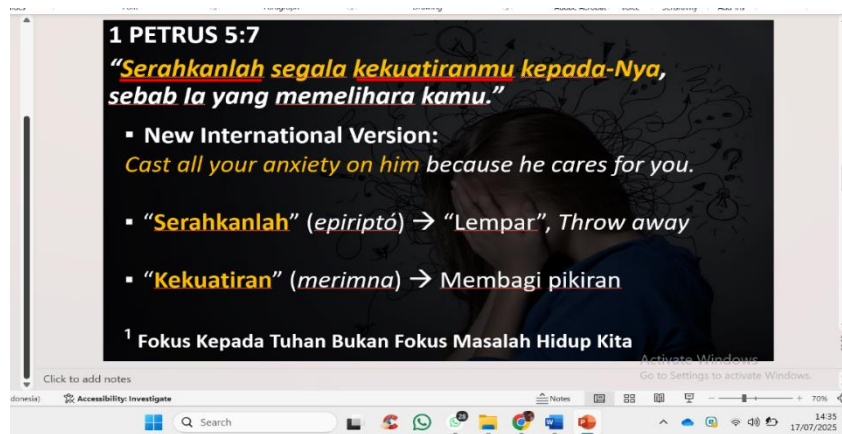 1 PETRUS 5:7
“Serahkanlah segala kekuatiranmu kepada-Nya,
sebab Ia yang memelihara kamu.”
▪ New International Version:
Cast all your anxiety on him because he cares for you.
▪ “Serahkanlah” (epiriptó) → “Lempar”, Throw away
▪ “Kekuatiran” (merimna) → Membagi pikiran
1 Fokus Kepada Tuhan Bukan Fokus Masalah Hidup Kita
Activate Windows
Go to Settings to activate Windows.
Click to add notes
donesia)
Accessibility: Investigate
Notes
70%
Search
28
14:35
17/07/2025